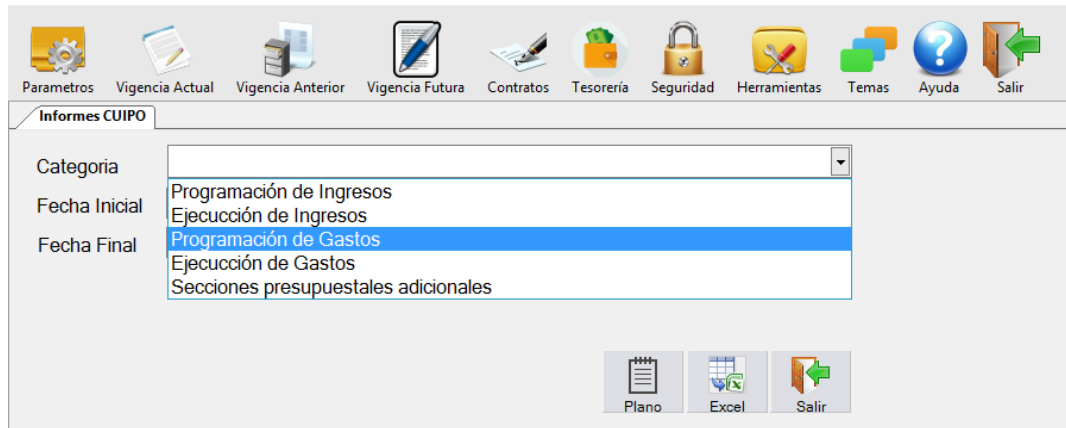 Parametros Vigencia Actual Vigencia Anterior Vigencia Futura Contratos Tesorería Seguridad Herramientas Temas Ayuda Salir
Informes CUIPO
Categoria
Programación de Ingresos
Fecha Inicial
Ejecucción de Ingresos
Fecha Final
Programación de Gastos
Ejecucción de Gastos
Secciones presupuestales adicionales
Plano Excel Salir